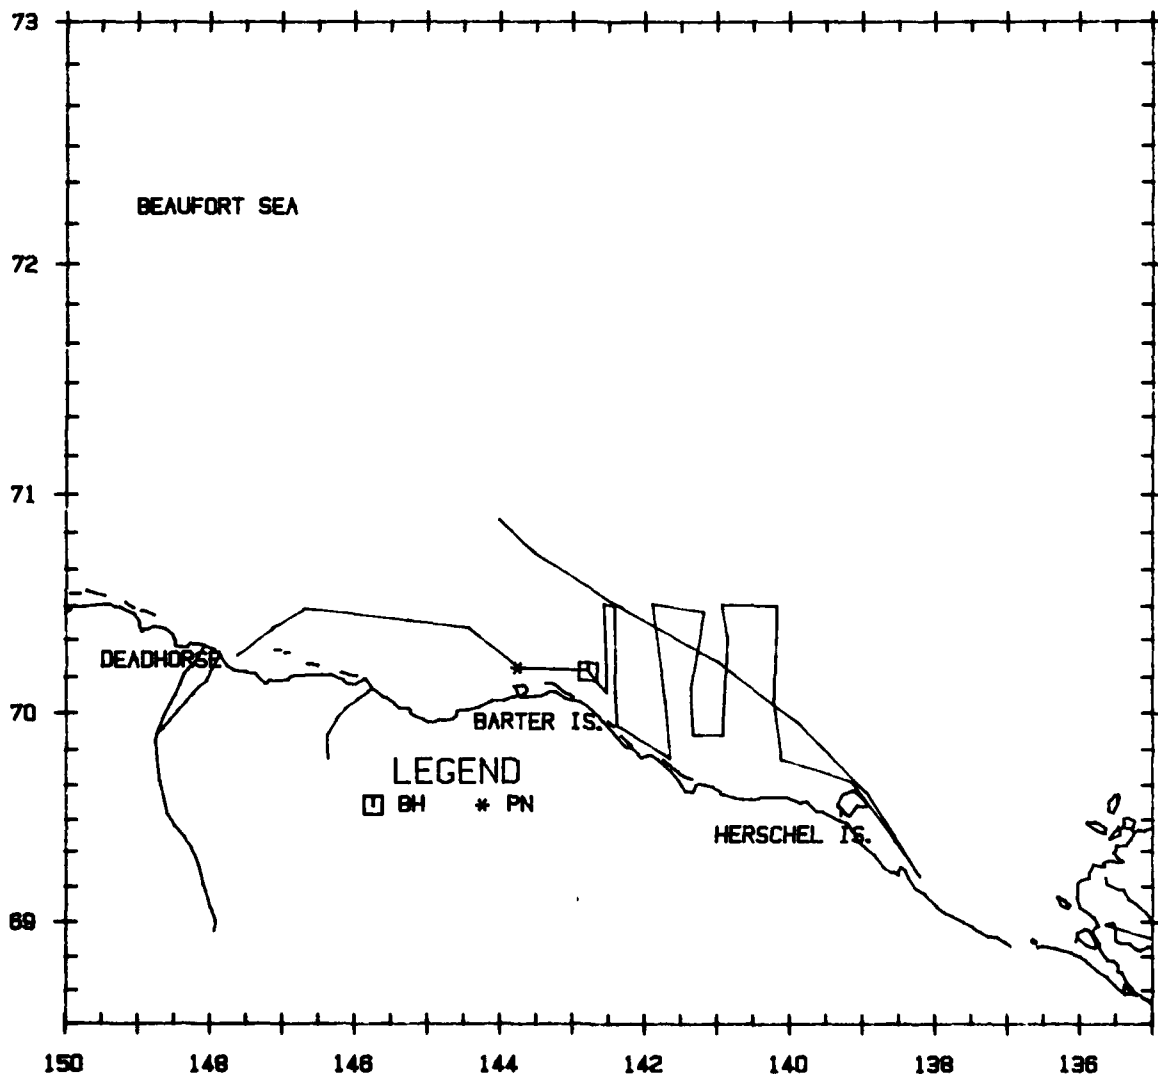 73
BEAUFORT SEA
72
71
DEADHORSE
70
BARTER IS.
LEGEND
BH * PN
HERSCHEL IS.
69
150 148 146 144 142 140 138 136